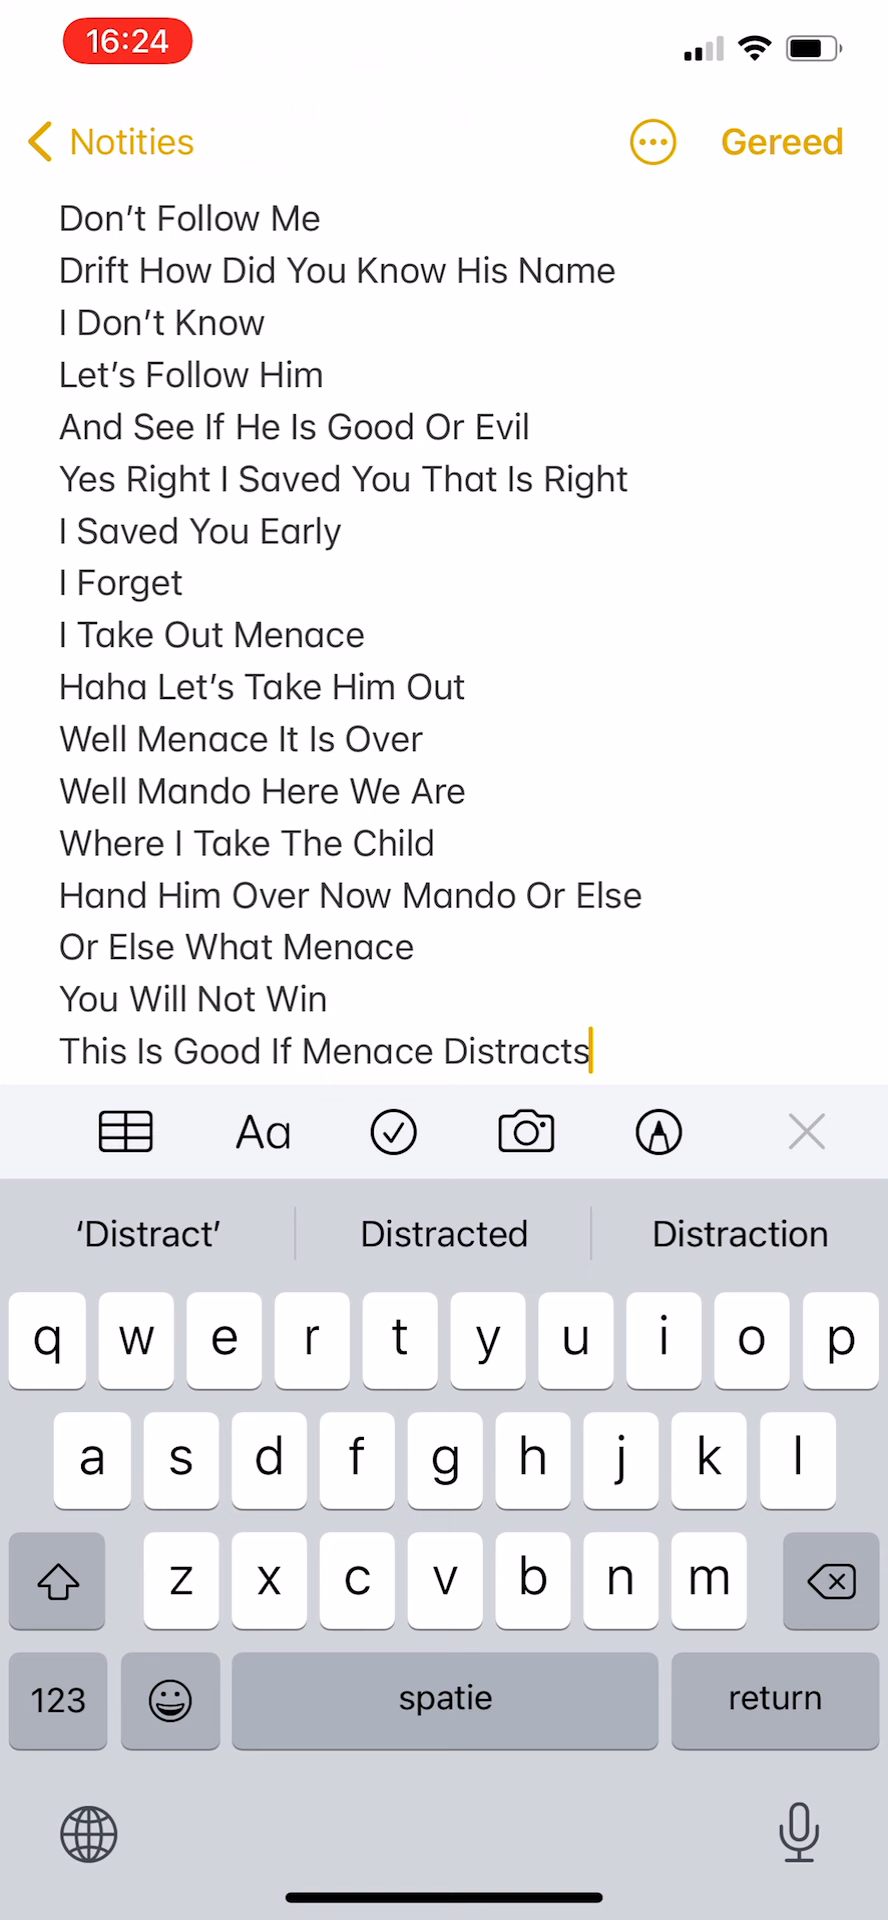 16:24
Notities
Gereed
Don’t Follow Me
Drift How Did You Know His Name
I Don’t Know
Let’s Follow Him
And See If He Is Good Or Evil
Yes Right I Saved You That Is Right
I Saved You Early
I Forget
I Take Out Menace
Haha Let’s Take Him Out
Well Menace It Is Over
Well Mando Here We Are
Where I Take The Child
Hand Him Over Now Mando Or Else
Or Else What Menace
You Will Not Win
This Is Good If Menace Distracts
Aa
‘Distract’ Distracted Distraction
q w e r t y u i o p
a s d f g h j k l
z x c v b n m
123 spatie return